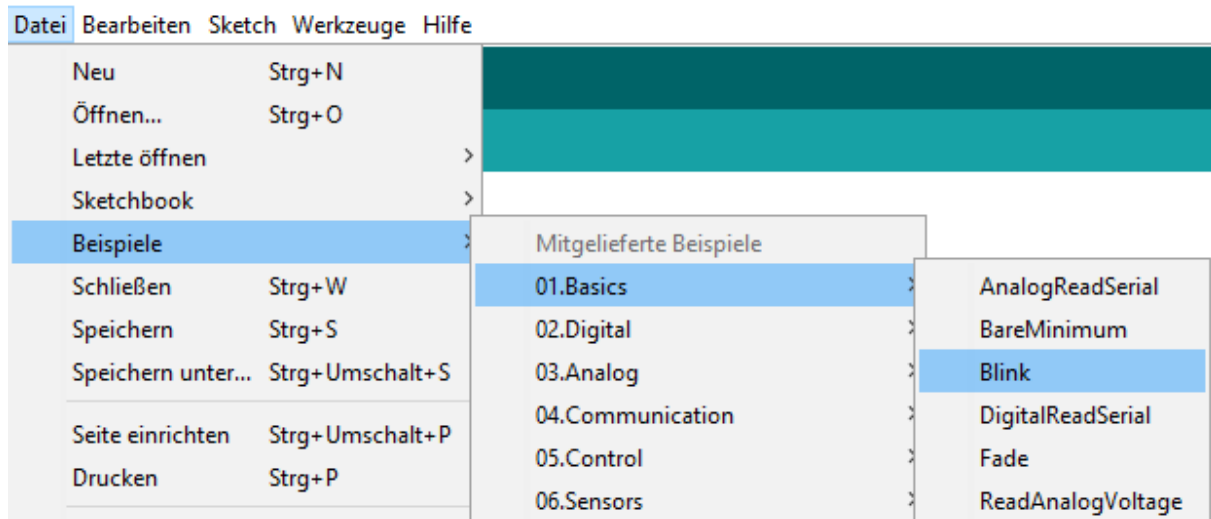 Datei Bearbeiten Sketch Werkzeuge Hilfe
Neu Strg+N
Öffnen... Strg+O
Letzte öffnen
Sketchbook
Beispiele
Schließen Strg+W
Speichern Strg+S
Speichern unter... Strg+Umschalt+S
Seite einrichten Strg+Umschalt+P
Drucken Strg+P
Mitgelieferte Beispiele
01.Basics
02.Digital
03.Analog
04.Communication
05.Control
06.Sensors
AnalogReadSerial
BareMinimum
Blink
DigitalReadSerial
Fade
ReadAnalogVoltage